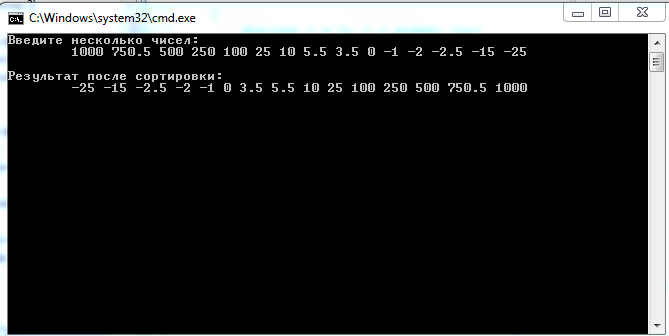 C:\Windows\system32\cmd.exe
Введите несколько чисел:
1000 750.5 500 250 100 25 10 5.5 3.5 0 -1 -2 -2.5 -15 -25
Результат после сортировки:
-25 -15 -2.5 -2 -1 0 3.5 5.5 10 25 100 250 500 750.5 1000